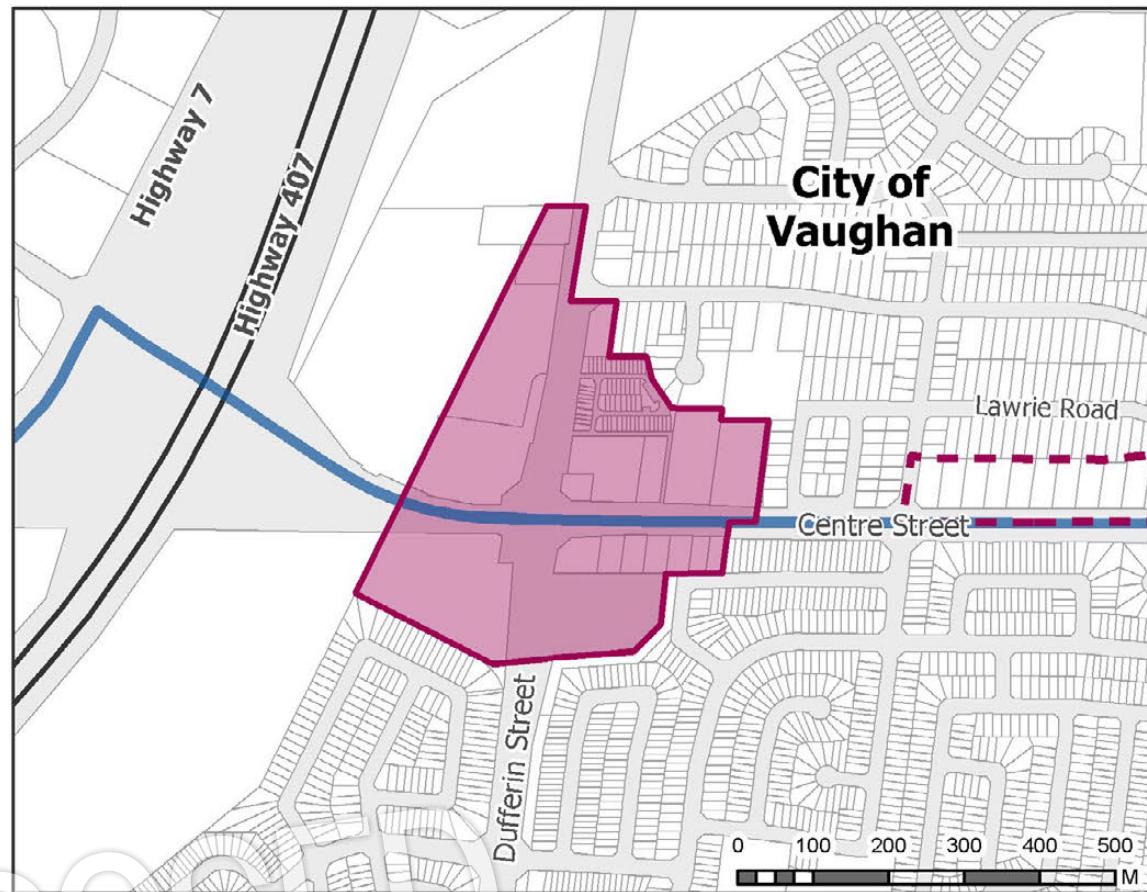 Highway 7
Highway 407
City of
Vaughan
Lawrie Road
Centre Street
Dufferin Street
0 100 200 300 400 500
M